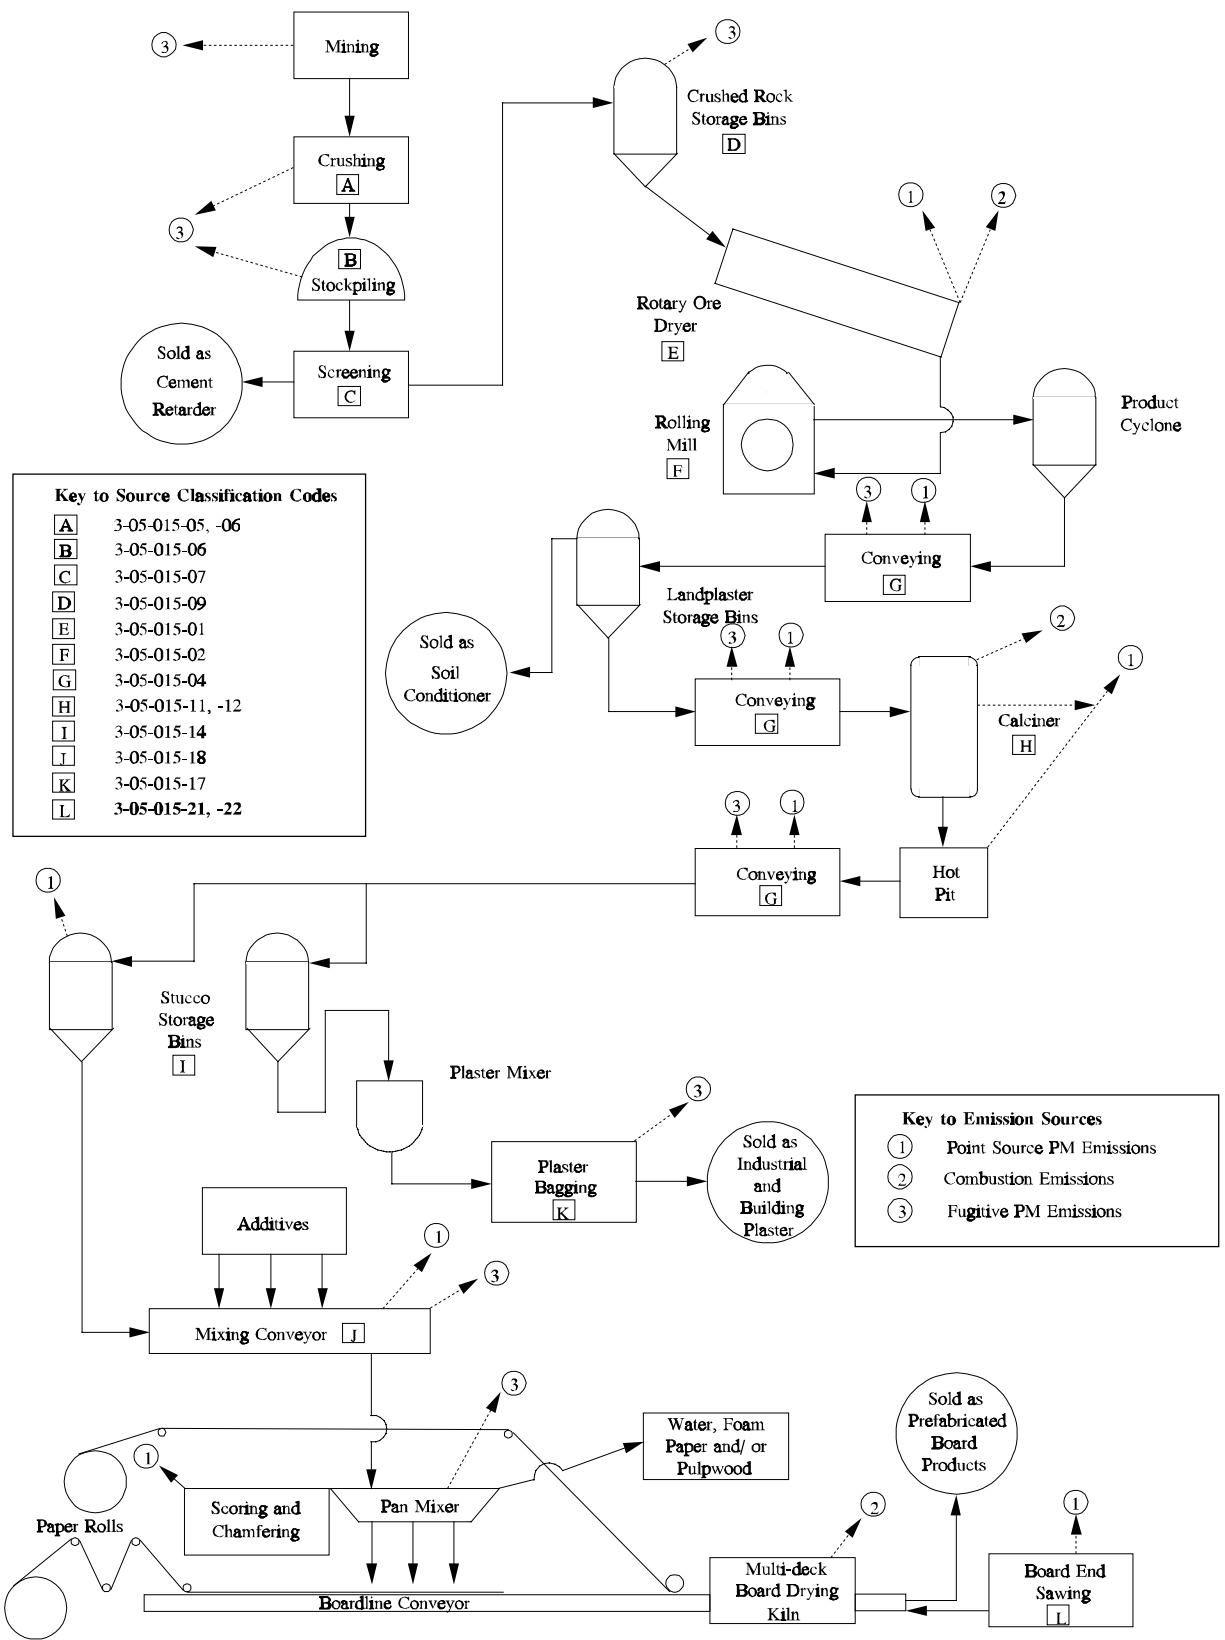 3
Mining
3
Crushed Rock
Storage Bins
D
Crushing
A
3
B
Stockpiling
1
2
Rotary Ore
Dryer
E
Sold as
Cement
Retarder
Screening
C
Rolling
Mill
F
Product
Cyclone
Key to Source Classification Codes
A 3-05-015-05, -06
B 3-05-015-06
C 3-05-015-07
D 3-05-015-09
E 3-05-015-01
F 3-05-015-02
G 3-05-015-04
H 3-05-015-11, -12
I 3-05-015-14
J 3-05-015-18
K 3-05-015-17
L 3-05-015-21, -22
3
1
Conveying
G
Landplaster
Storage Bins
Sold as
Soil
Conditioner
3
1
Conveying
G
2
1
Calciner
H
3
1
Conveying
G
Hot
Pit
1
Stucco
Storage
Bins
I
Plaster Mixer
3
Plaster
Bagging
K
Sold as
Industrial
and
Building
Plaster
Key to Emission Sources
1 Point Source PM Emissions
2 Combustion Emissions
3 Fugitive PM Emissions
Additives
1
3
Mixing Conveyor J
3
Water, Foam
Paper and/ or
Pulpwood
Sold as
Prefabricated
Board
Products
1
Scoring and
Chamfering
Pan Mixer
Paper Rolls
2
1
Multi-deck
Board Drying
Kiln
Board End
Sawing
L
Boardline Conveyor